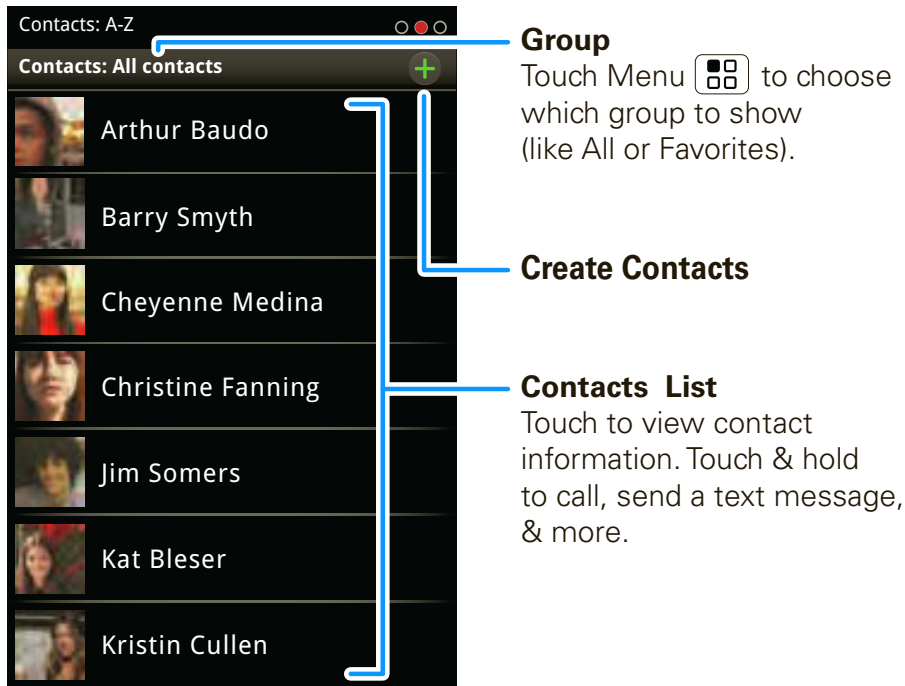 Contacts: A-Z
Contacts: All contacts
Arthur Baudo
Barry Smyth
Cheyenne Medina
Christine Fanning
Jim Somers
Kat Bleser
Kristin Cullen
Group
Touch Menu to choose
which group to show
(like All or Favorites).
Create Contacts
Contacts List
Touch to view contact
information. Touch & hold
to call, send a text message,
& more.